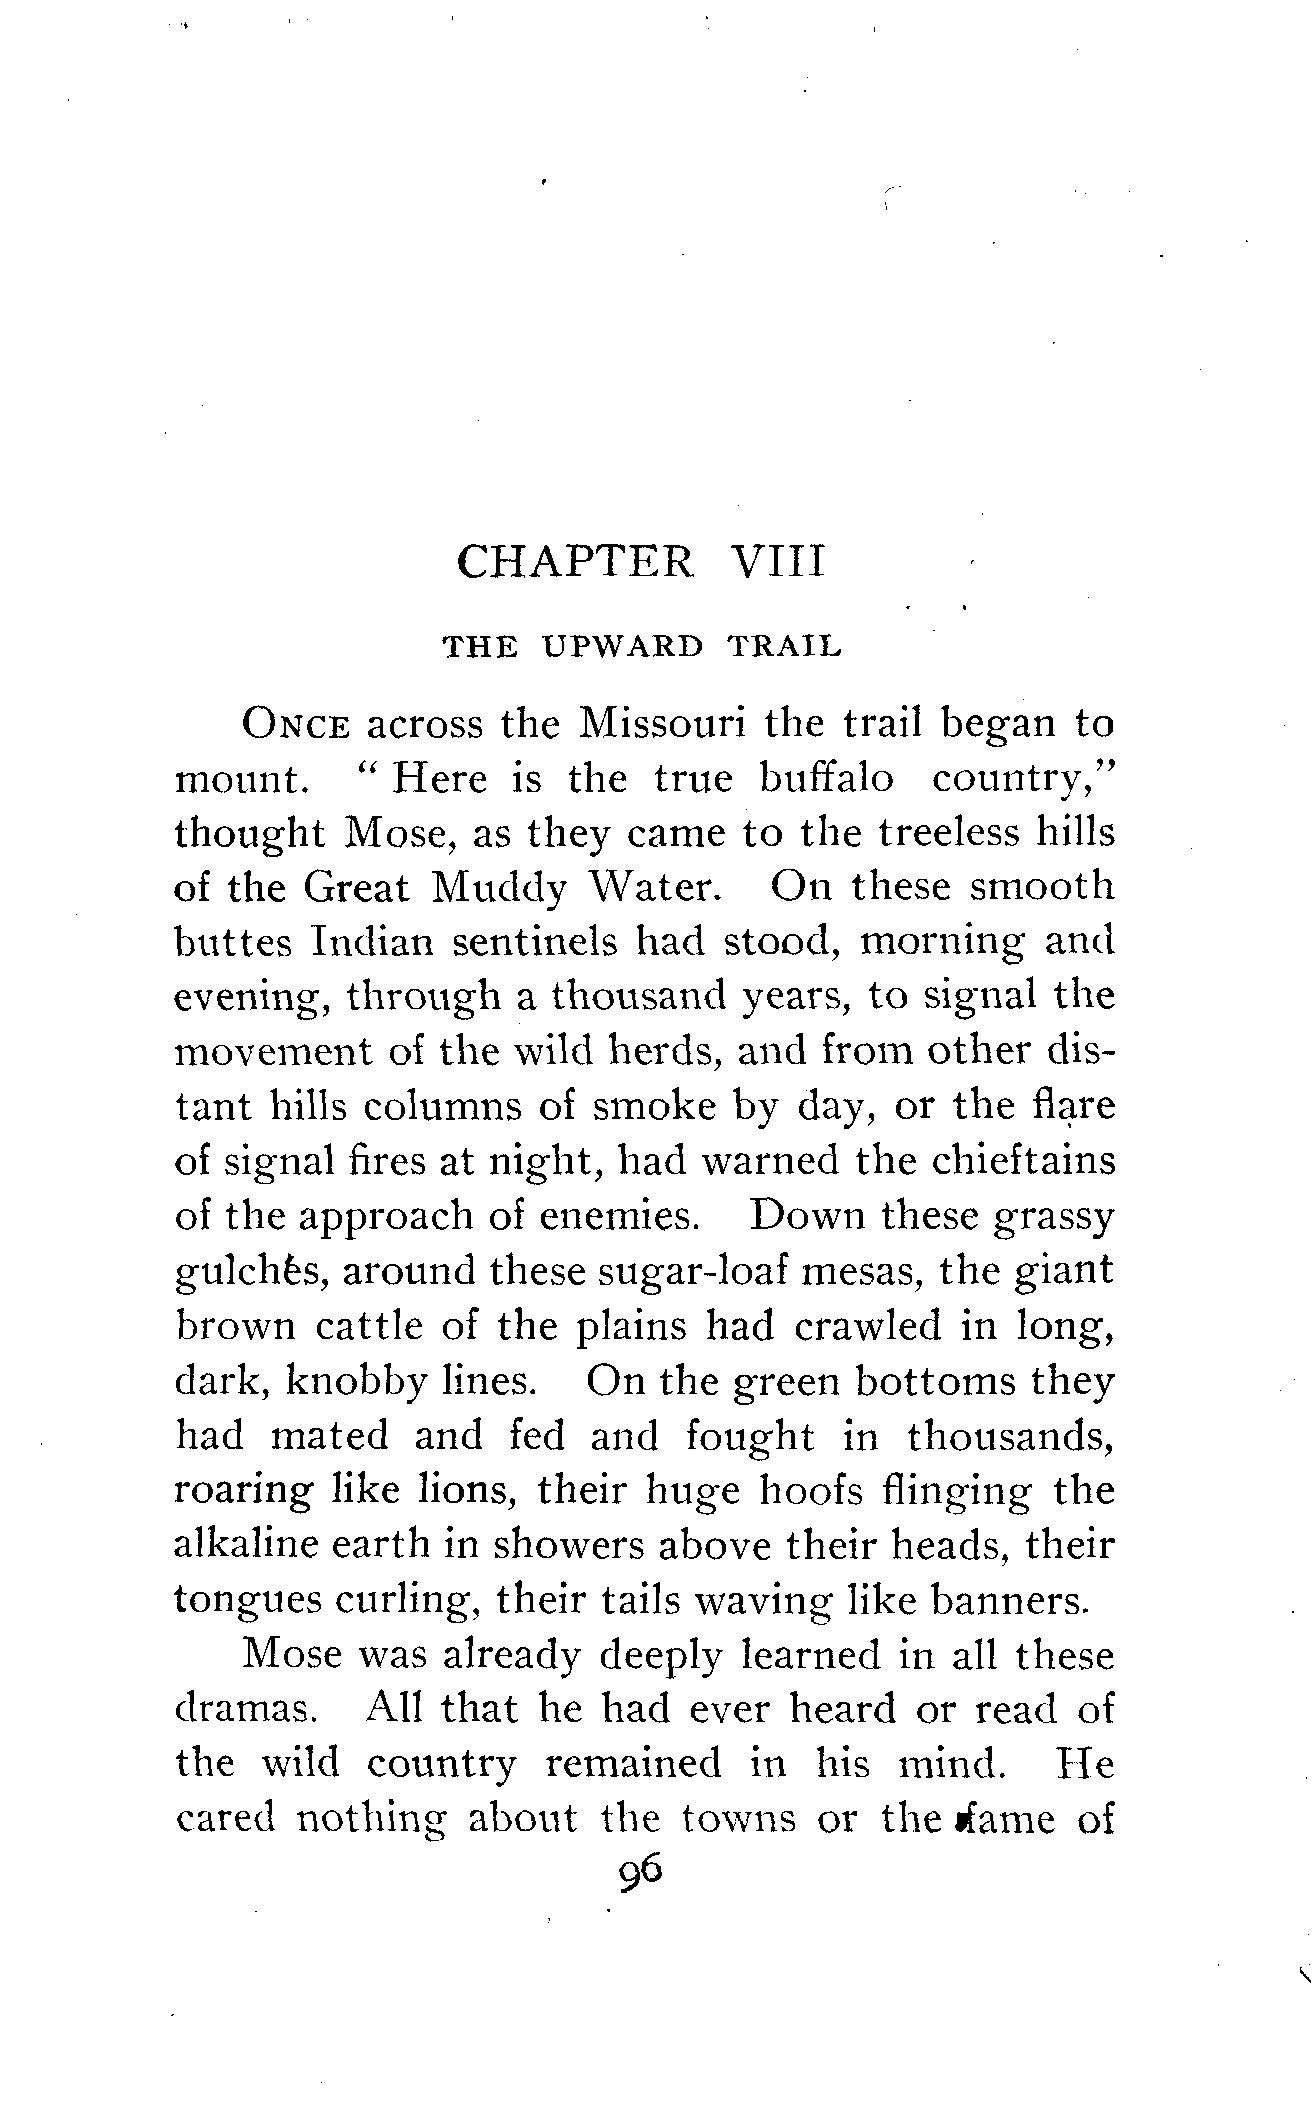 CHAPTER VIII
THE UPWARD TRAIL
ONCE across the Missouri the trail began to
mount. " Here is the true buffalo country,"
thought Mose, as they came to the treeless hills
of the Great Muddy Water. On these smooth
buttes Indian sentinels had stood, morning and
evening, through a thousand years, to signal the
movement of the wild herds, and from other dis-
tant hills columns of smoke by day, or the flare
of signal fires at night, had warned the chieftains
of the approach of enemies. Down these grassy
gulches, around these sugar-loaf mesas, the giant
brown cattle of the plains had crawled in long,
dark, knobby lines. On the green bottoms they
had mated and fed and fought in thousands,
roaring like lions, their huge hoofs flinging the
alkaline earth in showers above their heads, their
tongues curling, their tails waving like banners.
Mose was already deeply learned in all these
dramas. All that he had ever heard or read of
the wild country remained in his mind. He
cared nothing about the towns or the fame of
96